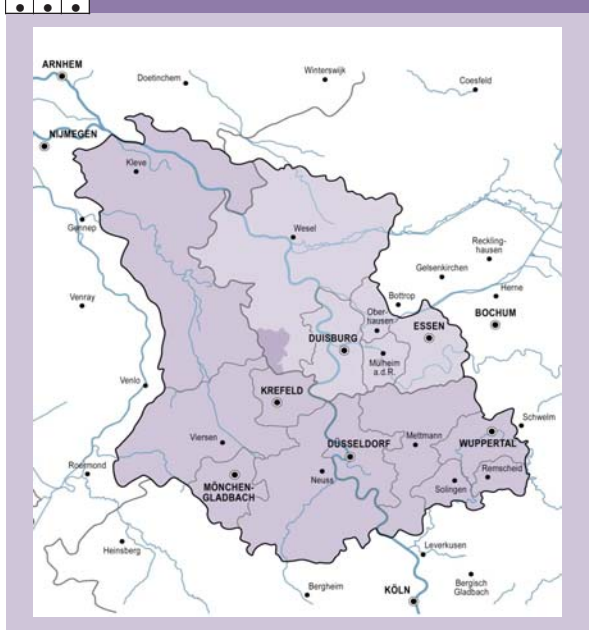 ARNHEM
Doetinchem
Winterswijk
Coesfeld
NIJMEGEN
Kleve
Gennep
Wesel
Reckling-
hausen
Gelsenkirchen
Herne
Venray
Bottrop
BOCHUM
Ober-
hausen
ESSEN
DUISBURG
Mülheim
a.d.R.
Venlo
KREFELD
Schwelm
Viersen
DÜSSELDORF
Mettmann
WUPPERTAL
Roermond
MÖNCHEN-
GLADBACH
Neuss
Remscheid
Solingen
Heinsberg
Leverkusen
Bergheim
KÖLN
Bergisch
Gladbach